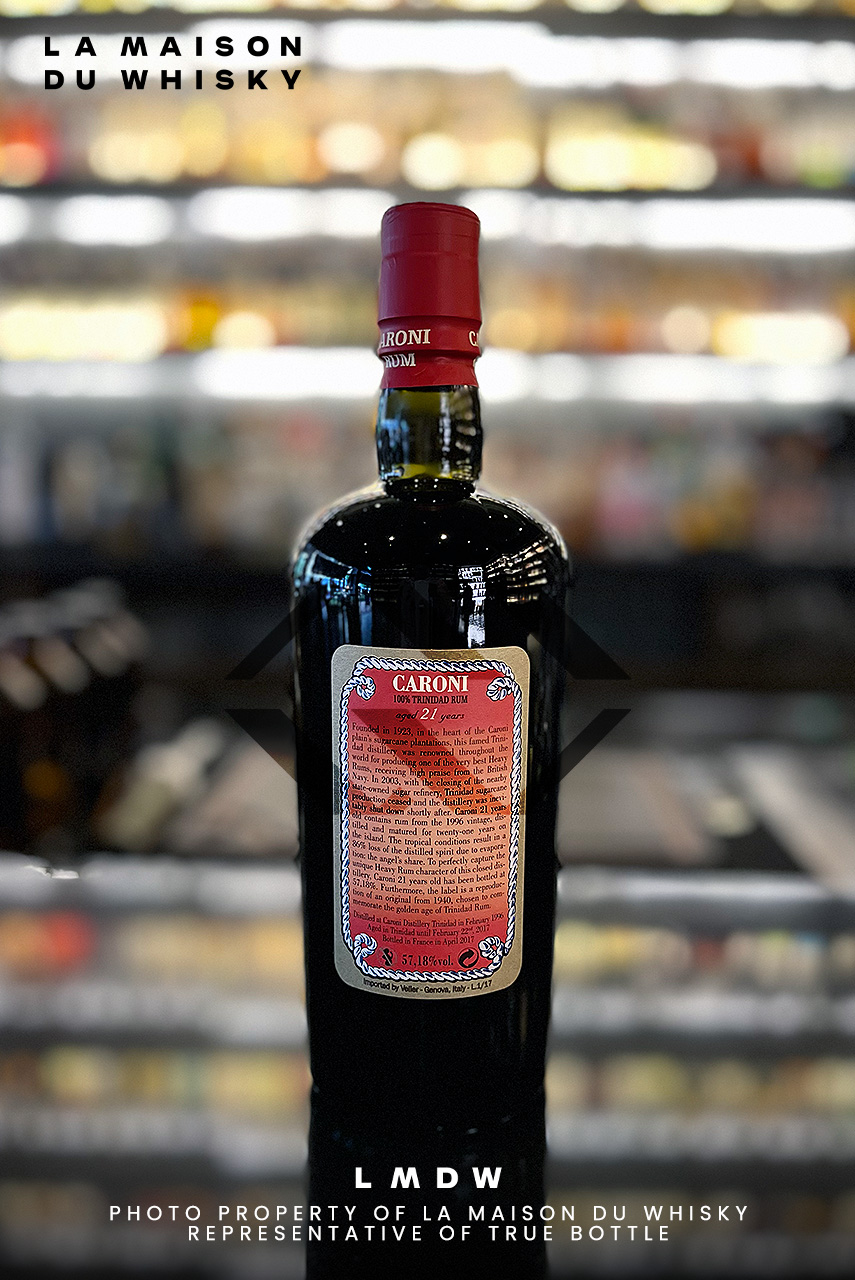 LA MAISON
DU WHISKY
CARONI
RUM
CARONI
100% TRINIDAD RUM
aged 21 years
Founded in 1923, in the heart of the Caroni
plain's sugarcane plantations, this famed Trini-
dad distillery was renowned throughout the
world for producing one of the very best Heavy
Rums, receiving high praise from the British
Navy. In 2003, with the closing of the nearby
state-owned sugar refinery, Trinidad sugarcane
production ceased and the distillery was inevi-
tably shut down shortly after. Caroni 21 years
old contains rum from the 1996 vintage, dis-
tilled and matured for twenty-one years on
the island. The tropical conditions result in a
86% loss of the distilled spirit due to evapora-
tion: the angel's share. To perfectly capture the
unique Heavy Rum character of this closed dis-
tillery, Caroni 21 years old has been bottled at
57,18%. Furthermore, the label is a reproduc-
tion of an original from 1940, chosen to com-
memorate the golden age of Trinidad Rum.
Distilled at Caroni Distillery Trinidad in February 1996
Aged in Trinidad until February 22nd, 2017
Bottled in France in April 2017
57,18%vol.
Imported by Velier - Genova, Italy - L.1/17
LMDW
PHOTO PROPERTY OF LA MAISON DU WHISKY
REPRESENTATIVE OF TRUE BOTTLE